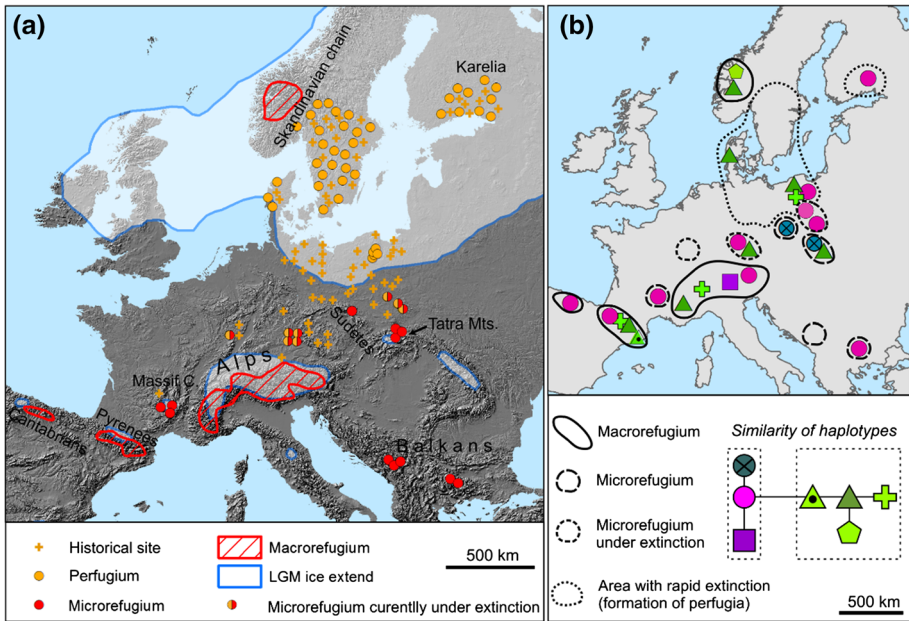 (a)
Skandinavian chain
Karelia
Sudetes
Tatra Mts.
Alps
Massif C.
Cantabrians
Pyrenees
Balkans
Historical site
Perfugium
Microrefugium
Macrorefugium
LGM ice extend
Microrefugium curentlly under extinction
500 km
(b)
Macrorefugium
Microrefugium
Microrefugium
under extinction
Area with rapid extinction
(formation of perfugia)
Similarity of haplotypes
500 km